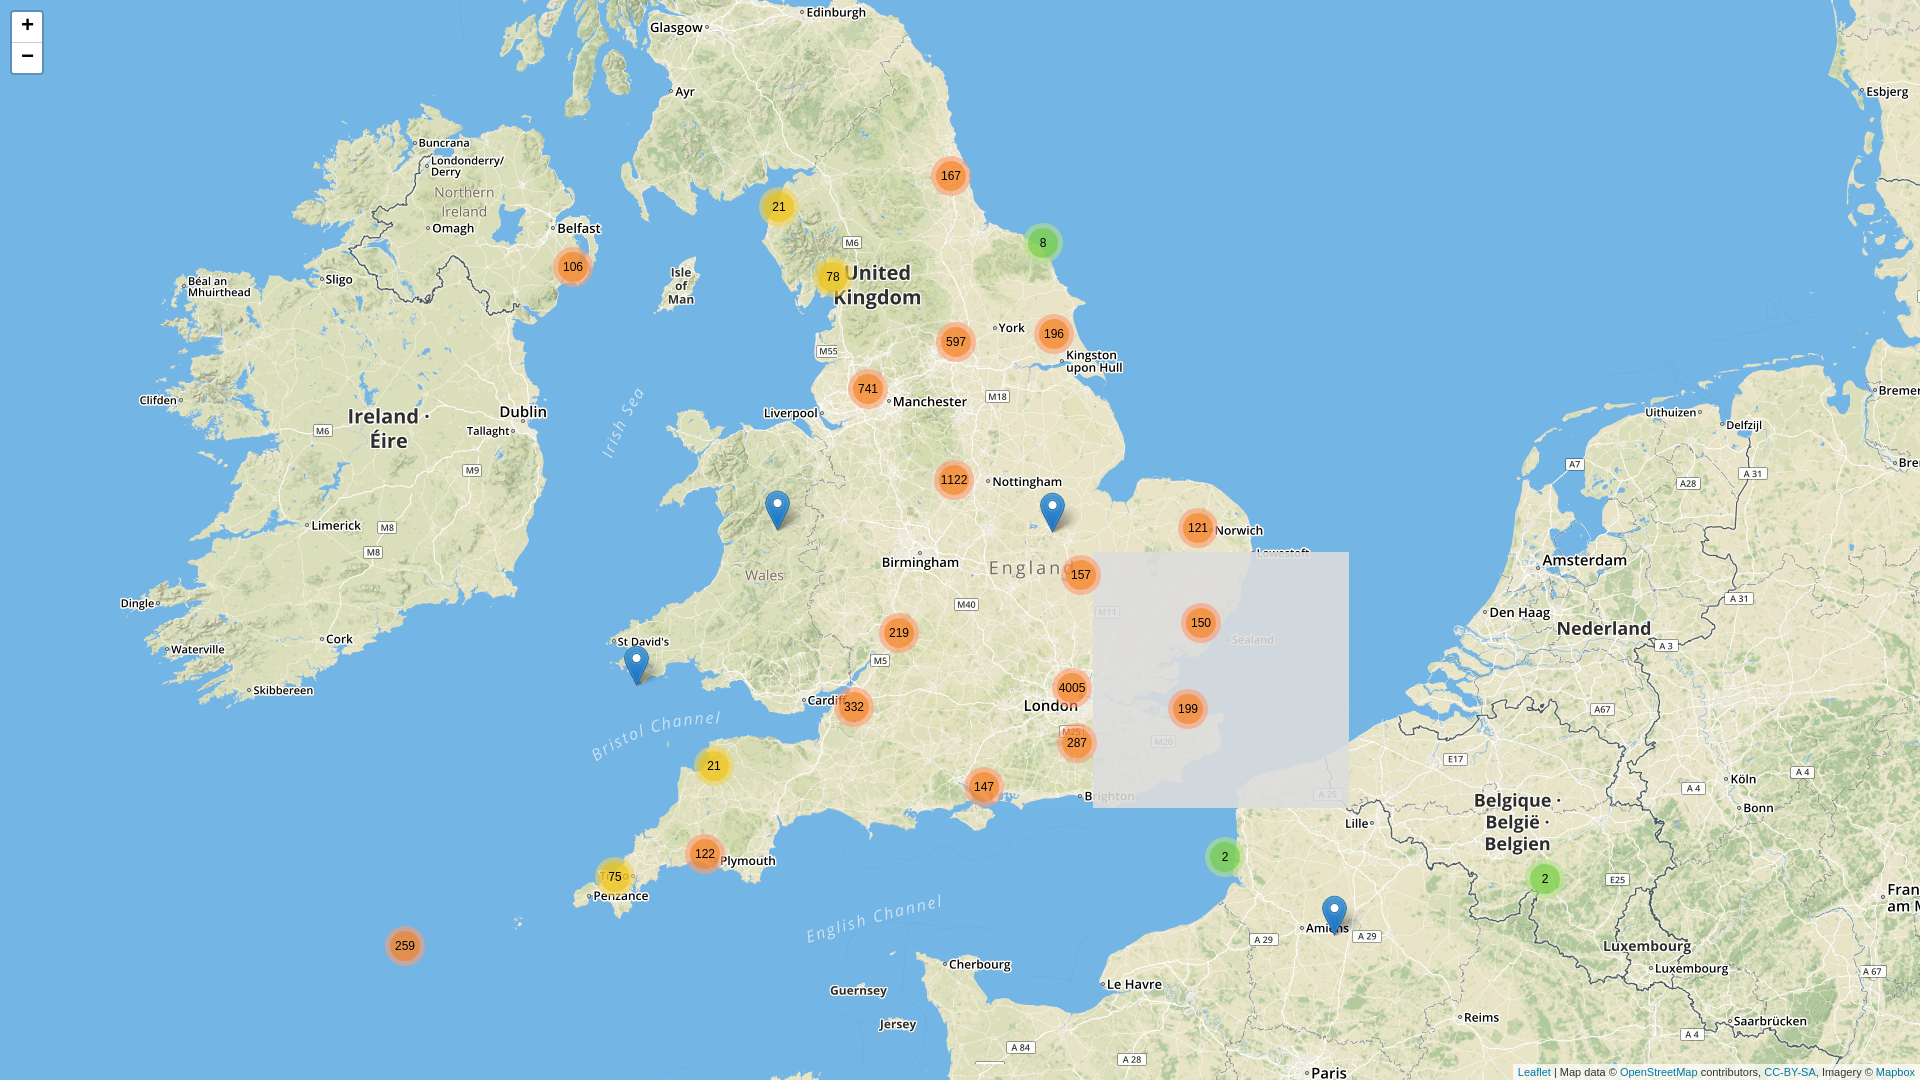 +
−
Edinburgh
Glasgow
Ayr
Esbjerg
Buncrana
Londonderry/
Derry
Northern
Ireland
Omagh
Belfast
167
21
8
M6
106
78
United
Kingdom
Isle
of
Man
Béal an
Mhuirthead
Sligo
York
196
597
M55
Kingston
upon Hull
741
Manchester
M18
Liverpool
Clifden
Ireland ·
Éire
Dublin
Tallaght
M6
M9
Irish Sea
Uithuizen
Delfzijl
Bremer
Bre
A7
A 31
A28
1122
Nottingham
Limerick
M8
M8
121
Norwich
Lowestoft
Birmingham
England
157
Wales
Amsterdam
Den Haag
Nederland
A 31
A 3
Dingle
Cork
Waterville
Skibbereen
M40
M11
150
Sealand
219
M5
St David's
4005
London
Cardiff
332
199
M25
287
M20
Bristol Channel
A67
E17
21
147
Brighton
A 25
Köln
A 4
A 4
Bonn
Belgique ·
België ·
Belgien
Lille
2
2
E25
122
Plymouth
75
Penzance
259
English Channel
Amiens
A 29
A 29
Fran
am M
Luxembourg
Luxembourg
A 67
Cherbourg
Guernsey
Jersey
Le Havre
Reims
Saarbrücken
A 84
A 28
A 4
Paris
Leaflet | Map data © OpenStreetMap contributors, CC-BY-SA, Imagery © Mapbox